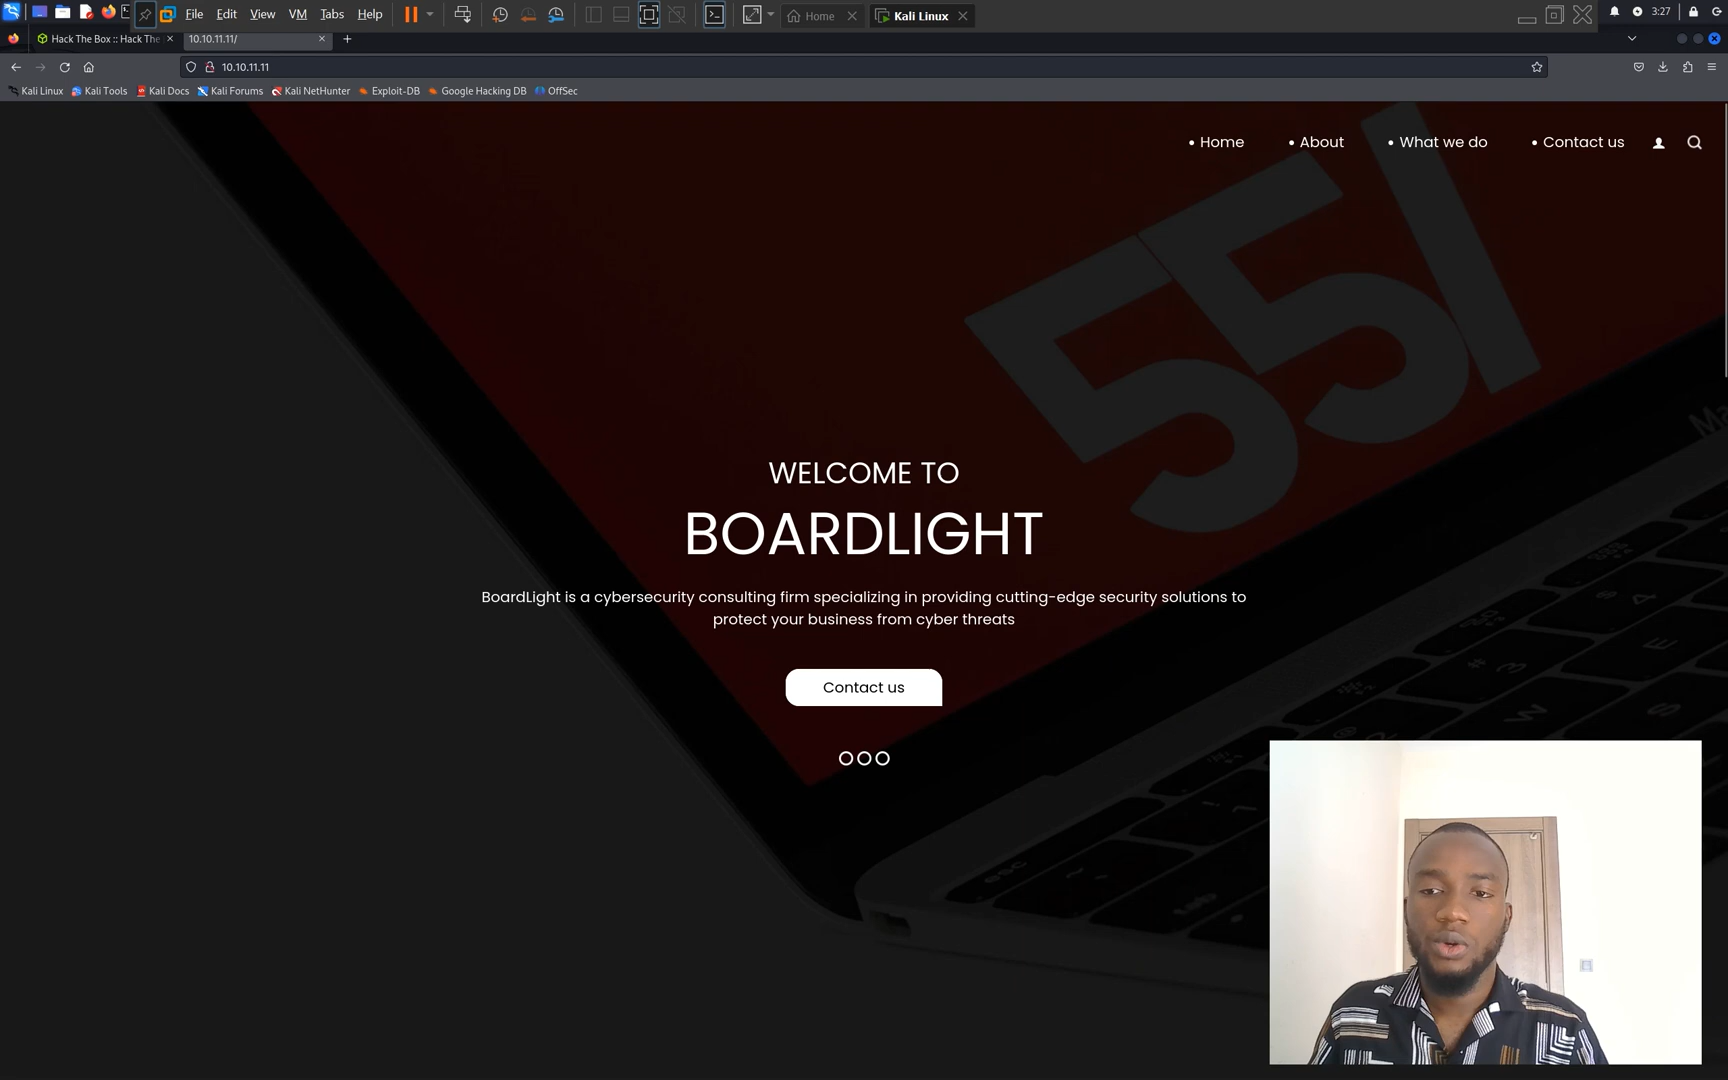 File Edit View VM Tabs Help
Home
Kali Linux
3:27
Hack The Box :: Hack The
10.10.11.11/
10.10.11.11
Kali Linux Kali Tools Kali Docs Kali Forums Kali NetHunter Exploit-DB Google Hacking DB OffSec
Home About What we do Contact us
55/
WELCOME TO
BOARDLIGHT
BoardLight is a cybersecurity consulting firm specializing in providing cutting-edge security solutions to
protect your business from cyber threats
Contact us
esc